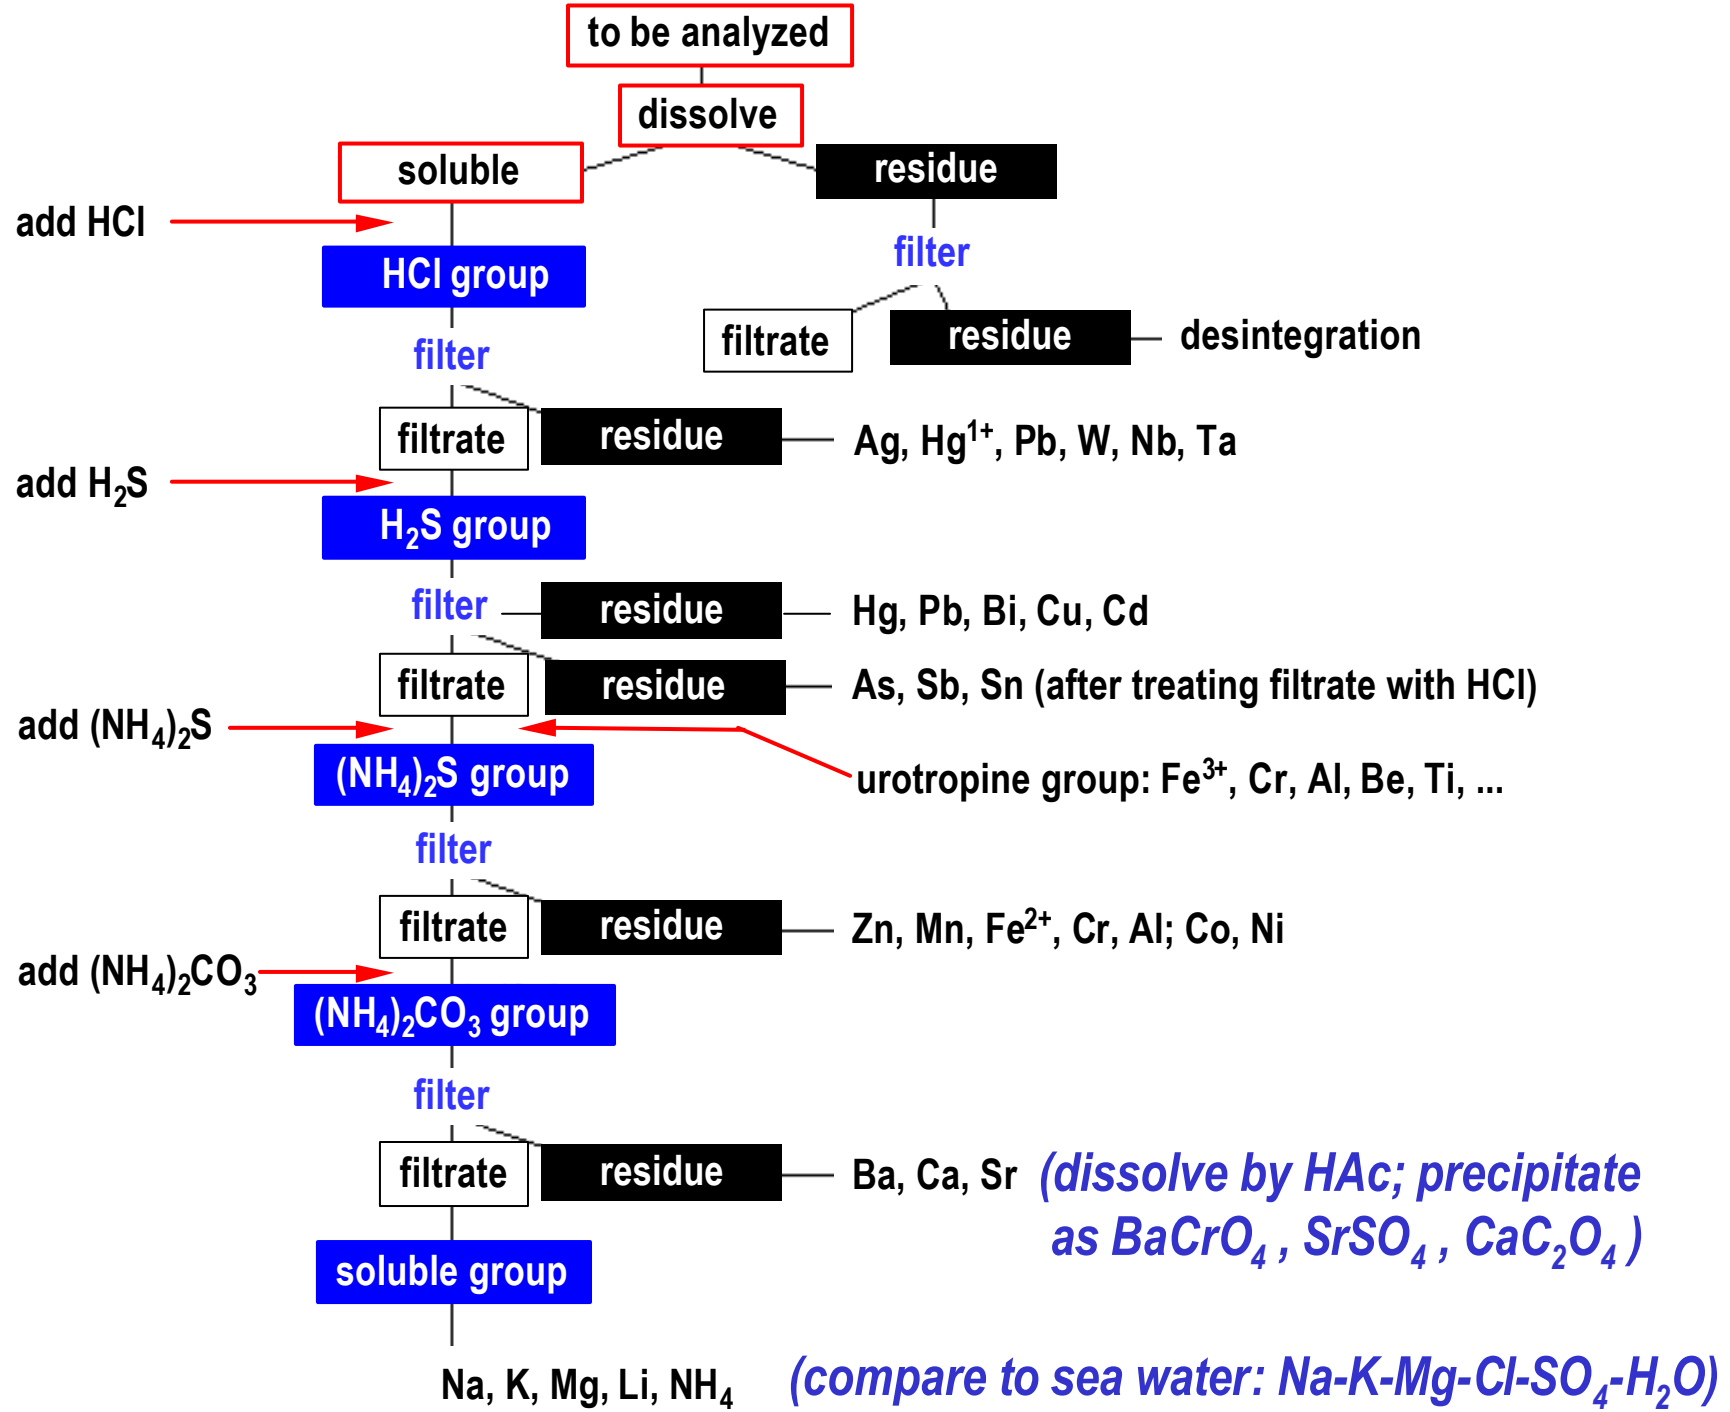 to be analyzed
dissolve
soluble
residue
add HCl
filter
HCl group
filtrate
residue
desintegration
filter
filtrate
residue
Ag, Hg¹⁺, Pb, W, Nb, Ta
add H₂S
H₂S group
filter
residue
Hg, Pb, Bi, Cu, Cd
filtrate
residue
As, Sb, Sn (after treating filtrate with HCl)
add (NH₄)₂S
(NH₄)₂S group
urotropine group: Fe³⁺, Cr, Al, Be, Ti, ...
filter
filtrate
residue
Zn, Mn, Fe²⁺, Cr, Al; Co, Ni
add (NH₄)₂CO₃
(NH₄)₂CO₃ group
filter
filtrate
residue
Ba, Ca, Sr (dissolve by HAc; precipitate
as BaCrO₄ , SrSO₄ , CaC₂O₄ )
soluble group
Na, K, Mg, Li, NH₄ (compare to sea water: Na-K-Mg-Cl-SO₄-H₂O)